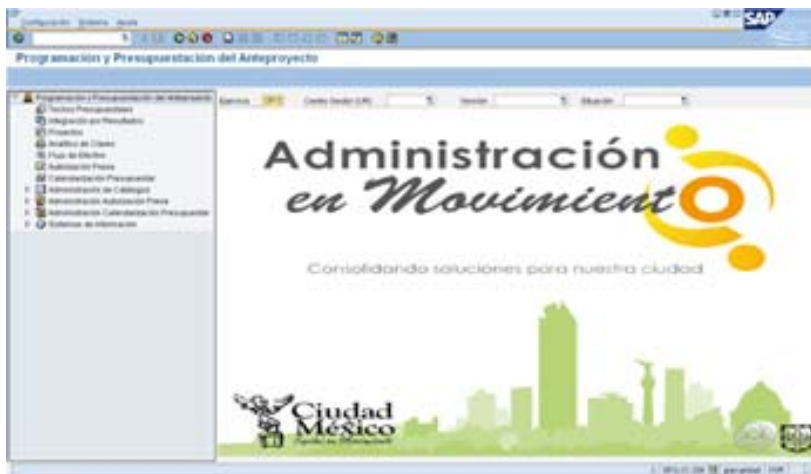 Configuración Sistema Ayuda
SAP
Programación y Presupuestación del Anteproyecto
Programación y Presupuestación de Anteproyecto
Ejercicio
Centro Gestor (UR)
Versión
Situación
Techos Presupuestales
Integración por Resultados
Proyectos
Analítico de Claves
Flujo de Efectivo
Autorización Previa
Calendarización Presupuestal
Administración de Catálogos
Administración Autorización Previa
Administración Calendarización Presupuestal
Sistemas de Información
Administración
en Movimiento
Consolidando soluciones para nuestra ciudad
Ciudad
México